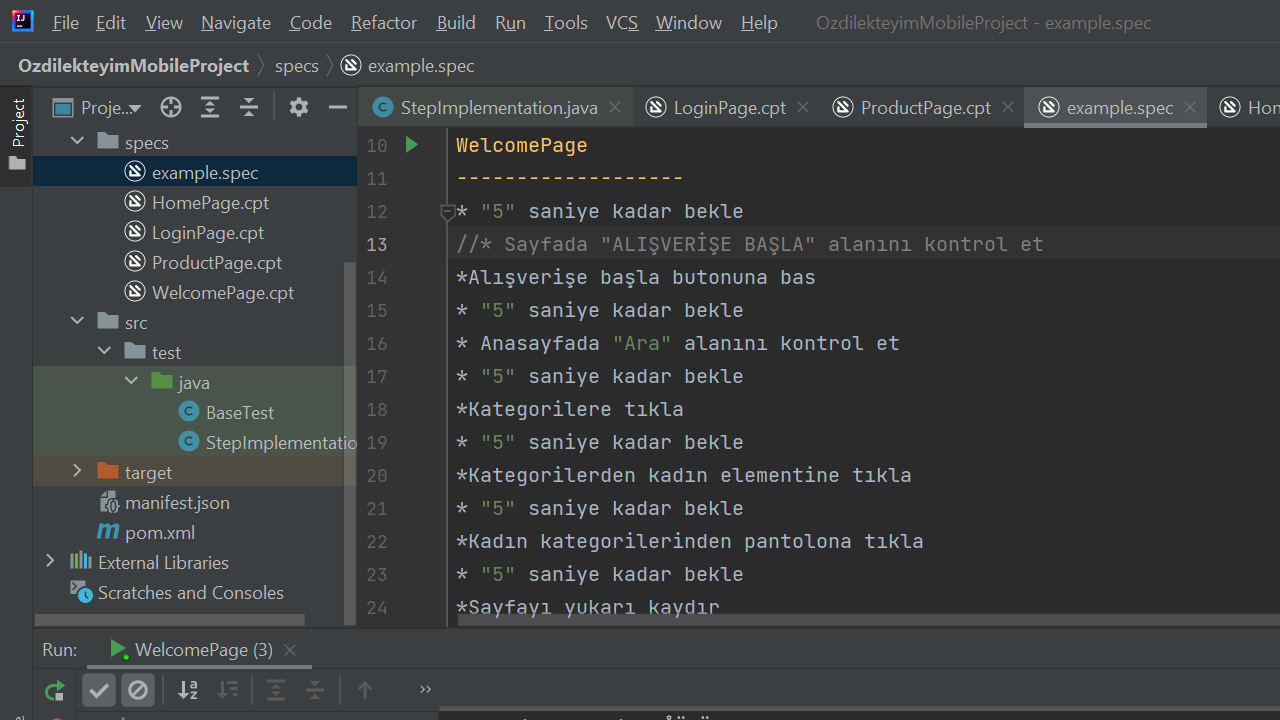 File Edit View Navigate Code Refactor Build Run Tools VCS Window Help OzdilekteyimMobileProject - example.spec
OzdilekteyimMobileProject specs example.spec
Project
Proje...
StepImplementation.java LoginPage.cpt ProductPage.cpt example.spec Hom
specs
example.spec
HomePage.cpt
LoginPage.cpt
ProductPage.cpt
WelcomePage.cpt
src
test
java
BaseTest
StepImplementatio
target
manifest.json
pom.xml
External Libraries
Scratches and Consoles
10 WelcomePage
11 -------------------
12 * "5" saniye kadar bekle
13 //* Sayfada "ALIŞVERİŞE BAŞLA" alanını kontrol et
14 *Alışverişe başla butonuna bas
15 * "5" saniye kadar bekle
16 * Anasayfada "Ara" alanını kontrol et
17 * "5" saniye kadar bekle
18 *Kategorilere tıkla
19 * "5" saniye kadar bekle
20 *Kategorilerden kadın elementine tıkla
21 * "5" saniye kadar bekle
22 *Kadın kategorilerinden pantolona tıkla
23 * "5" saniye kadar bekle
24 *Sayfayı yukarı kaydır
Run: WelcomePage (3)